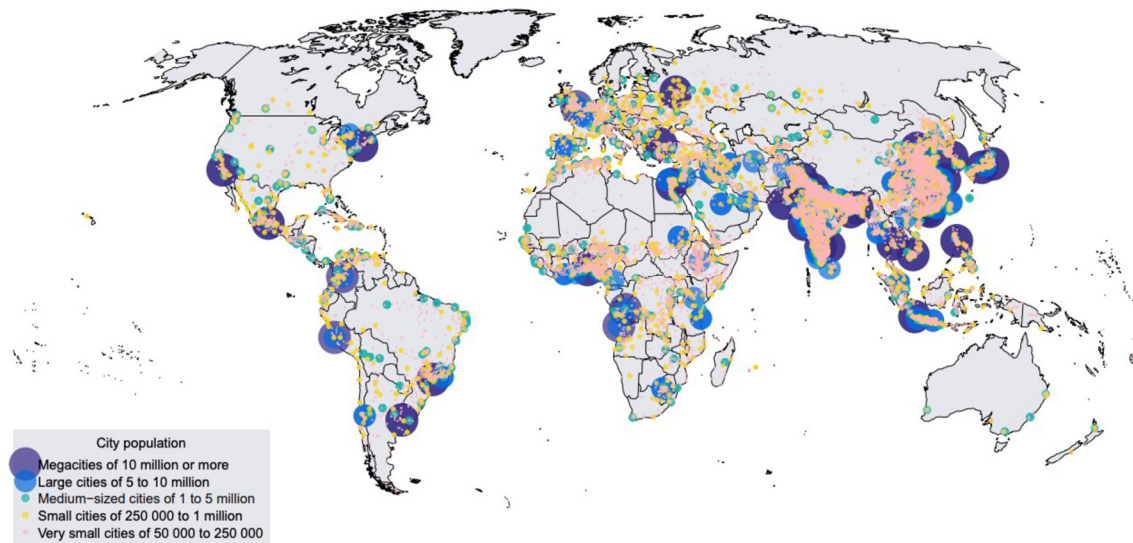 City population
Megacities of 10 million or more
Large cities of 5 to 10 million
Medium−sized cities of 1 to 5 million
Small cities of 250 000 to 1 million
Very small cities of 50 000 to 250 000